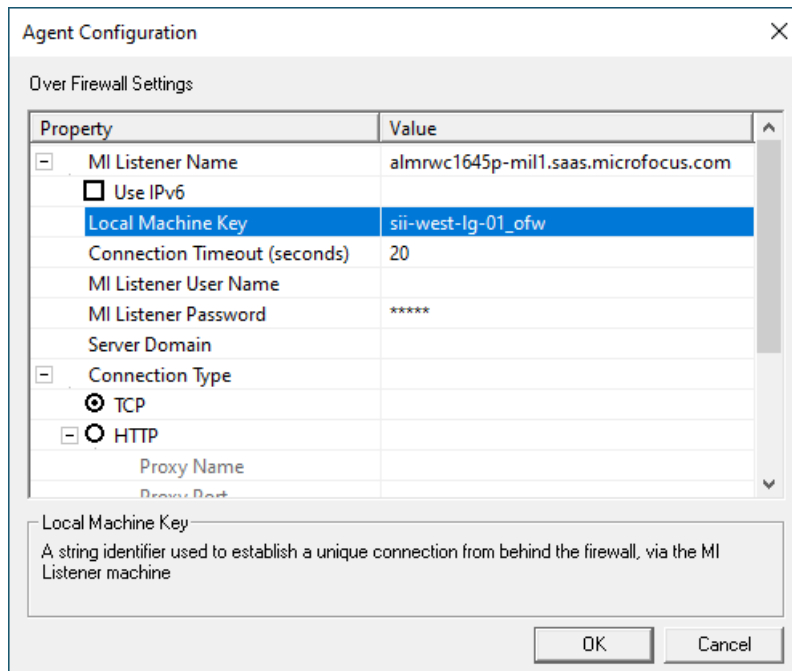 Agent Configuration
Over Firewall Settings
Property Value
MI Listener Name almrwc1645p-mil1.saas.microfocus.com
Use IPv6
Local Machine Key sii-west-lg-01_ofw
Connection Timeout (seconds) 20
MI Listener User Name
MI Listener Password *****
Server Domain
Connection Type
TCP
HTTP
Proxy Name
Proxy Port
Local Machine Key
A string identifier used to establish a unique connection from behind the firewall, via the MI
Listener machine
OK Cancel